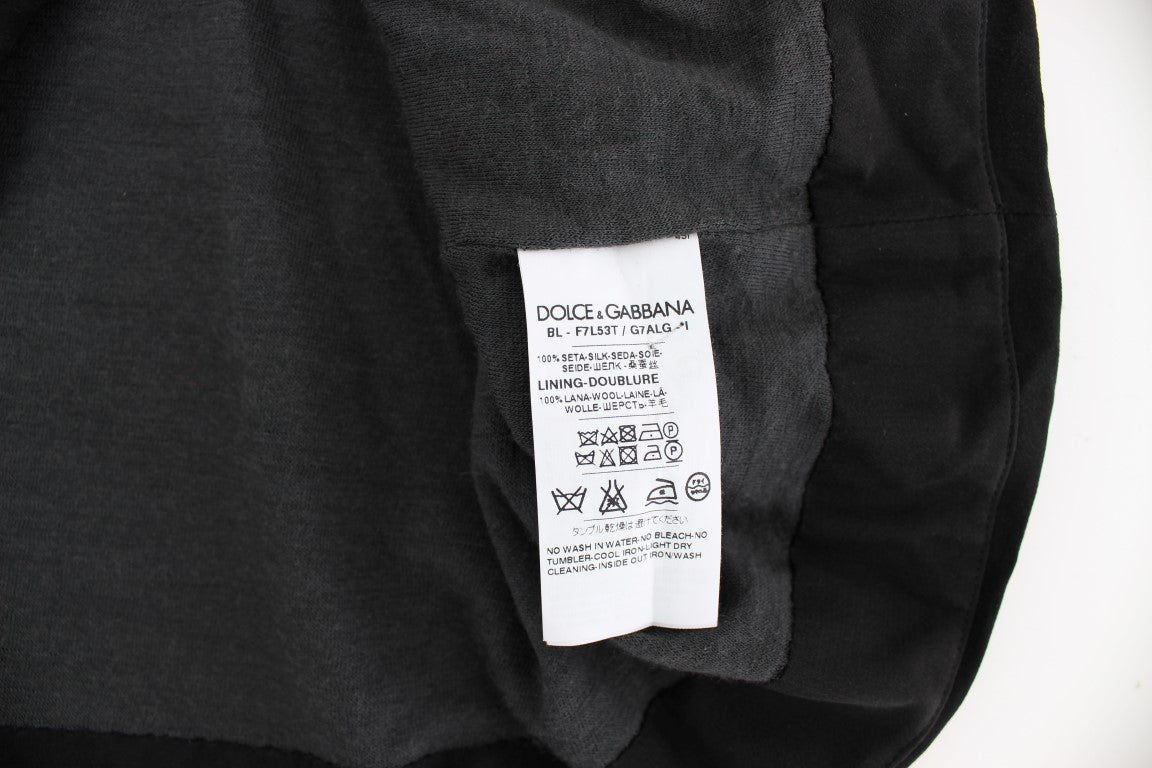 DOLCE & GABBANA
BL - F7L53T / G7ALG
100% SETA-SILK-SEDA-SOIE-
SEIDE-ШЕЛК-桑蚕丝
LINING-DOUBLURE
100% LANA-WOOL-LAINE-LÃ-
WOLLE-ШЕРСТЬ-羊毛
P
P
ドライ
タンブル乾燥は避けてください
NO WASH IN WATER-NO BLEACH-NO
TUMBLER-COOL IRON-LIGHT DRY
CLEANING-INSIDE OUT IRON/WASH